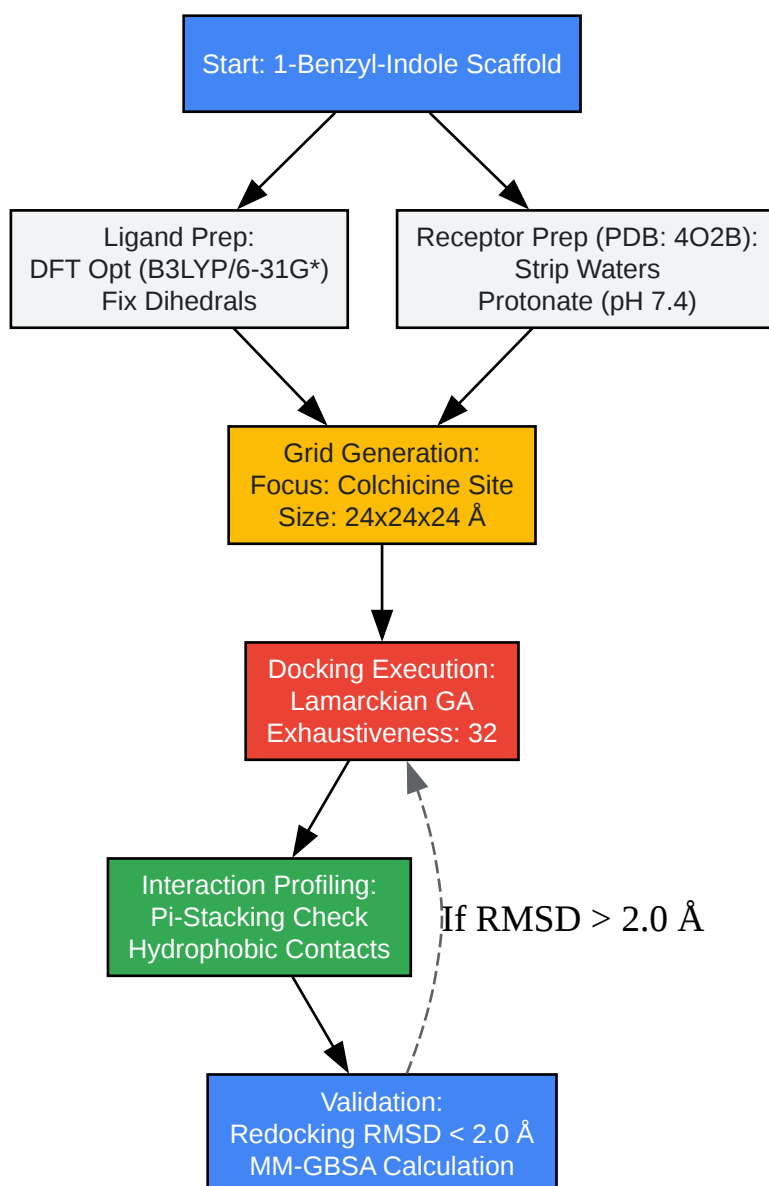 Start: 1-Benzyl-Indole Scaffold
Ligand Prep:
DFT Opt (B3LYP/6-31G*)
Fix Dihedrals
Receptor Prep (PDB: 4O2B):
Strip Waters
Protonate (pH 7.4)
Grid Generation:
Focus: Colchicine Site
Size: 24x24x24 Å
Docking Execution:
Lamarckian GA
Exhaustiveness: 32
Interaction Profiling:
Pi-Stacking Check
Hydrophobic Contacts
If RMSD > 2.0 Å
Validation:
Redocking RMSD < 2.0 Å
MM-GBSA Calculation